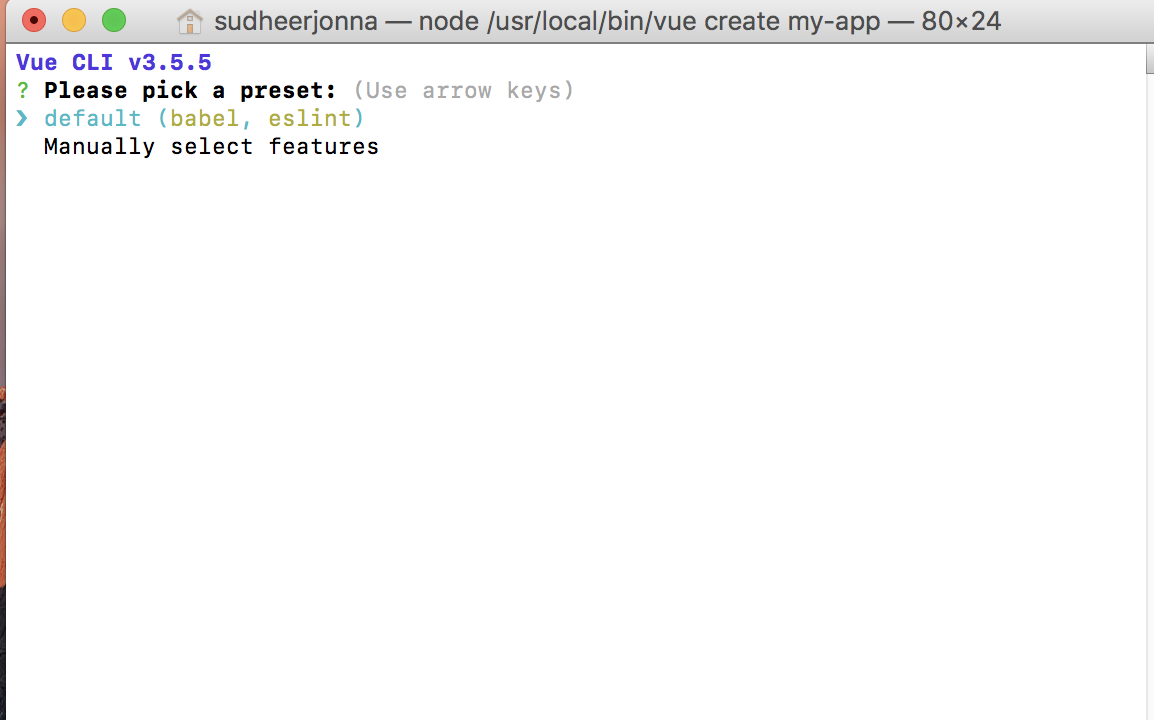 sudheerjonna — node /usr/local/bin/vue create my-app — 80×24
Vue CLI v3.5.5
? Please pick a preset: (Use arrow keys)
❯ default (babel, eslint)
Manually select features